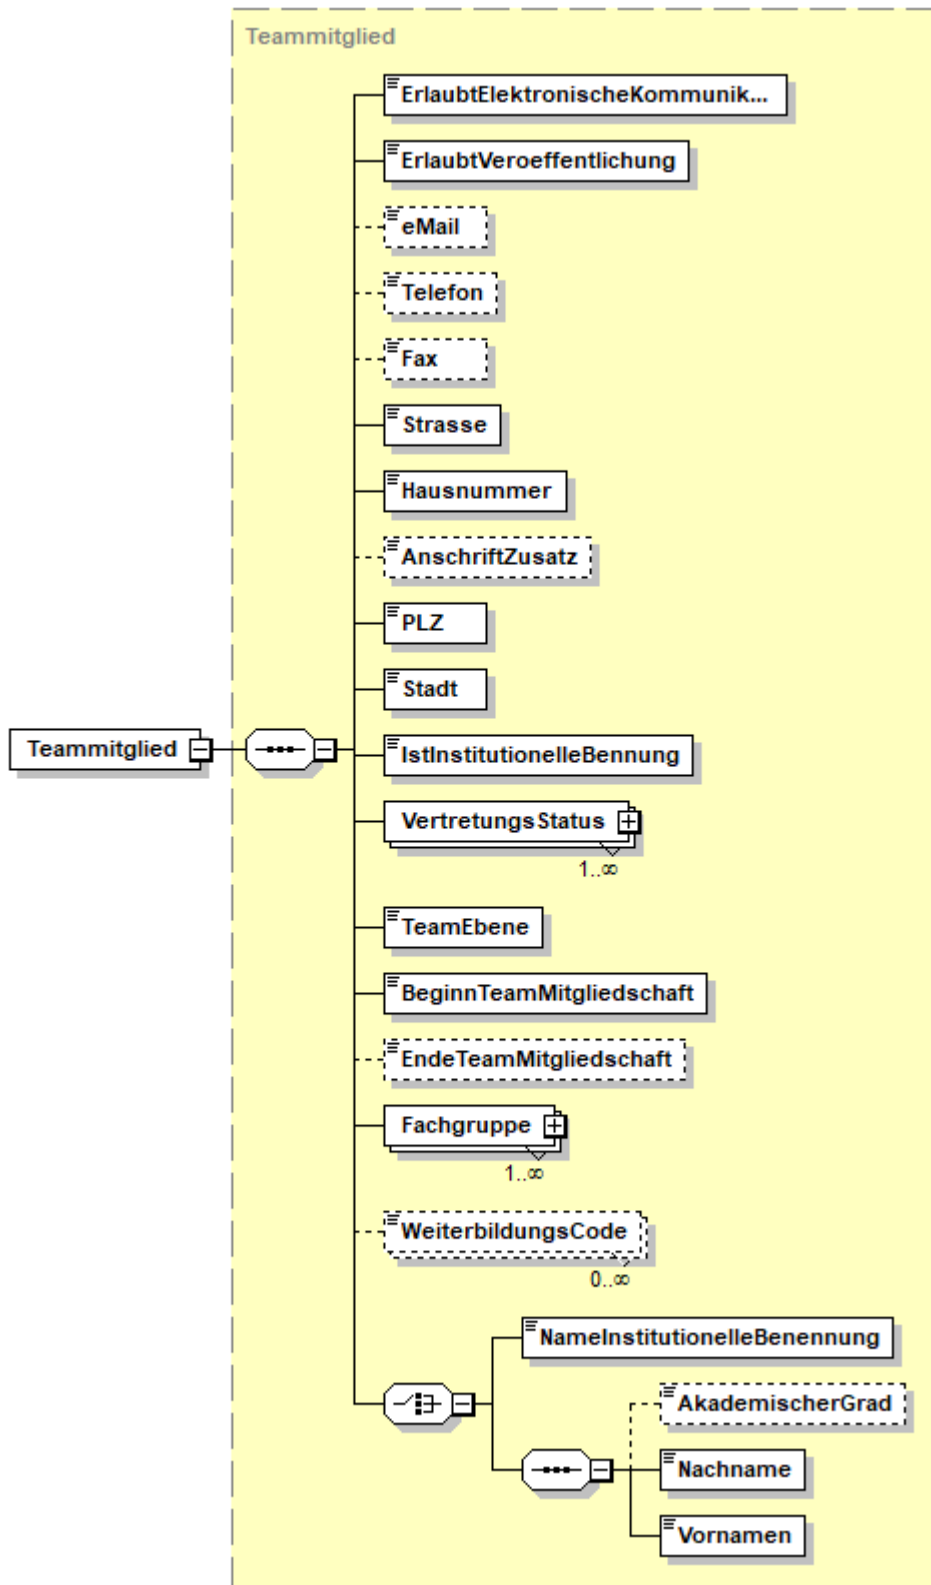 Teammitglied
ErlaubtElektronischeKommunik...
ErlaubtVeroeffentlichung
eMail
Telefon
Fax
Strasse
Hausnummer
AnschriftZusatz
PLZ
Stadt
Teammitglied
IstInstitutionelleBennung
VertretungsStatus
1..∞
TeamEbene
BeginnTeamMitgliedschaft
EndeTeamMitgliedschaft
Fachgruppe
1..∞
WeiterbildungsCode
0..∞
NameInstitutionelleBenennung
AkademischerGrad
Nachname
Vornamen